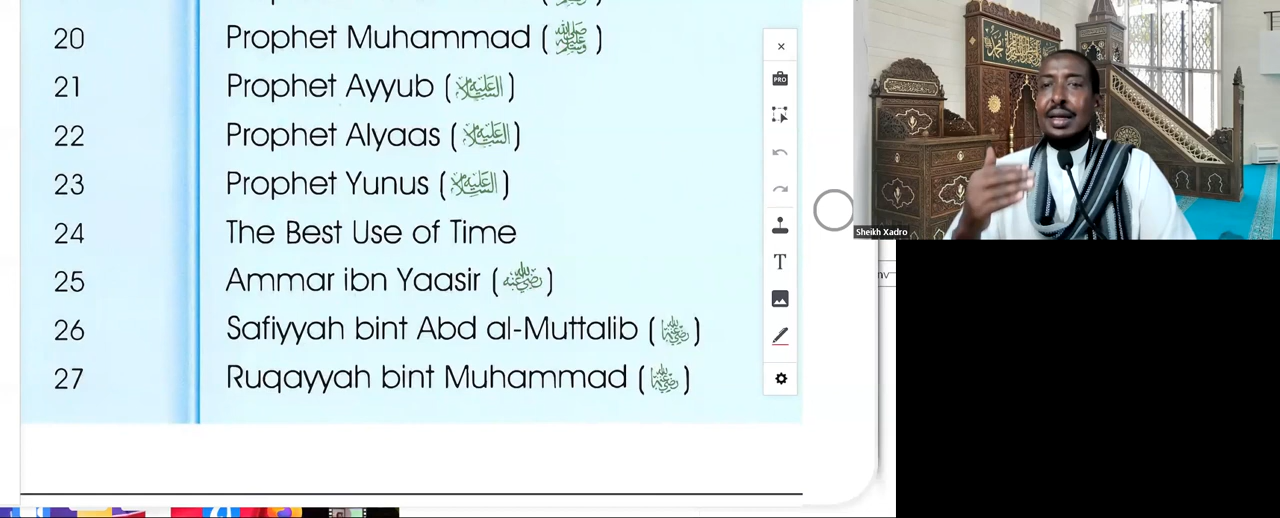 20 Prophet Muhammad (ﷺ)
21 Prophet Ayyub (عليه السلام)
22 Prophet Alyaas (عليه السلام)
23 Prophet Yunus (عليه السلام)
24 The Best Use of Time
25 Ammar ibn Yaasir (رضي الله عنه)
26 Safiyyah bint Abd al-Muttalib (رضي الله عنها)
27 Ruqayyah bint Muhammad (رضي الله عنها)
PRO
T
Sheikh Xadro